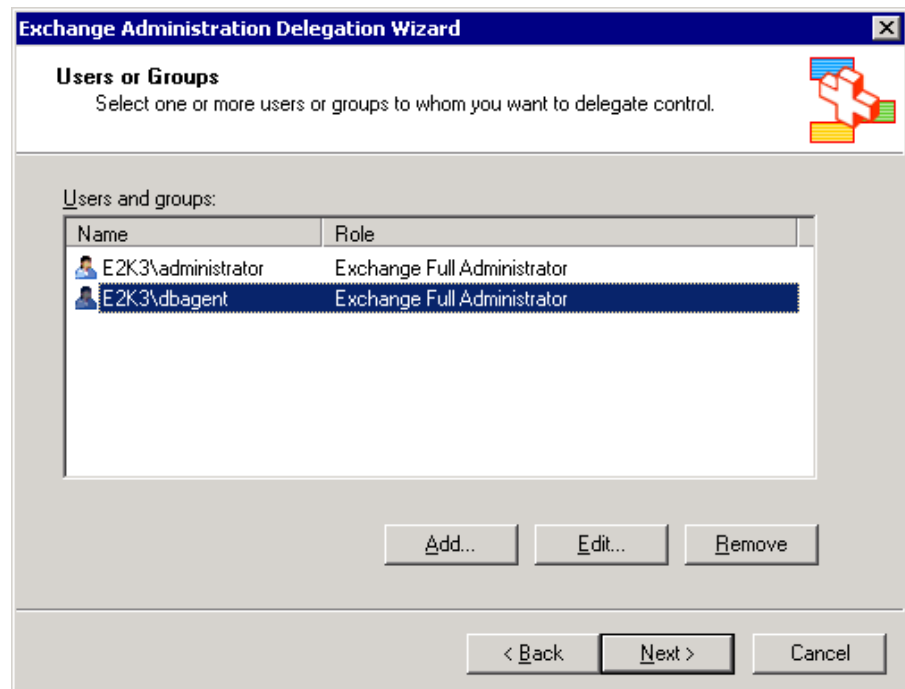 Exchange Administration Delegation Wizard
Users or Groups
Select one or more users or groups to whom you want to delegate control.
Users and groups:
Name Role
E2K3\administrator Exchange Full Administrator
E2K3\dbagent Exchange Full Administrator
Add... Edit... Remove
< Back Next > Cancel